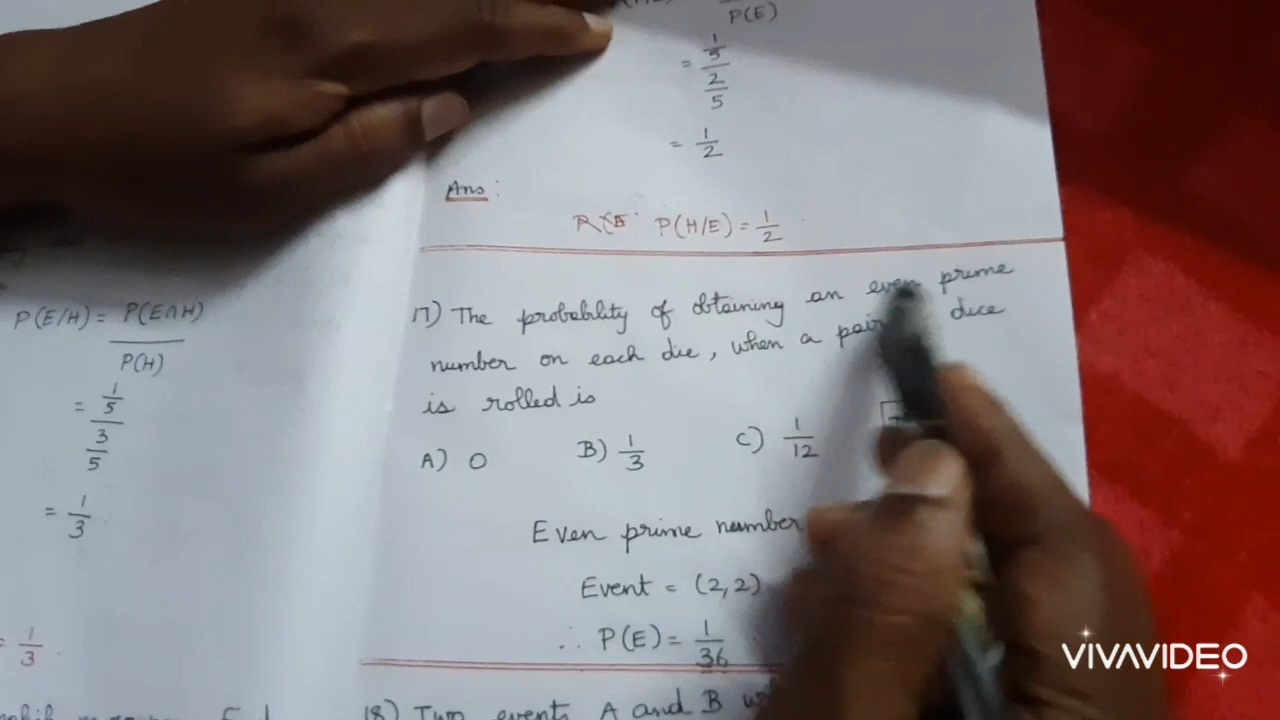 P(E/H) = P(E∩H)
P(H)
= 1/5
3/5
= 1/3
= 1/3.
P(E)
= 1/5
2/5
= 1/2
Ans:
P(H/E) = 1/2
17) The probability of obtaining an even prime
number on each die, when a pair dice
is rolled is
A) 0 B) 1/3 C) 1/12
Even prime number
Event = (2,2)
∴ P(E) = 1/36
18) Two events A and B
VIVAVIDEO